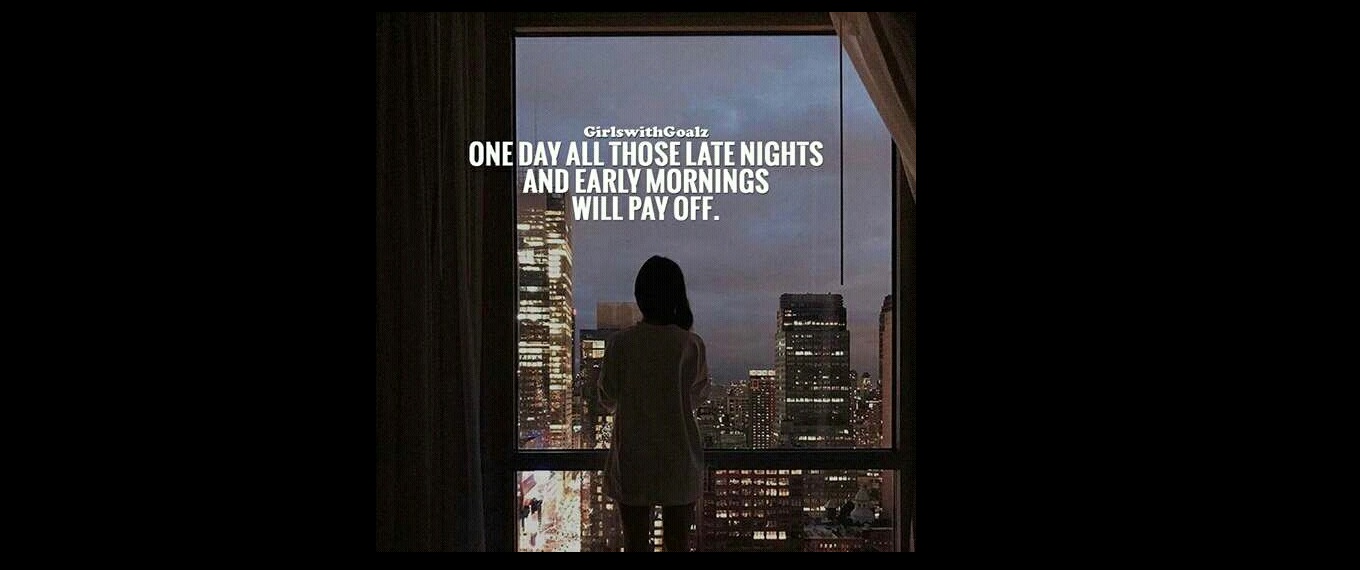 GirlswithGoalz
ONE DAY ALL THOSE LATE NIGHTS
AND EARLY MORNINGS
WILL PAY OFF.